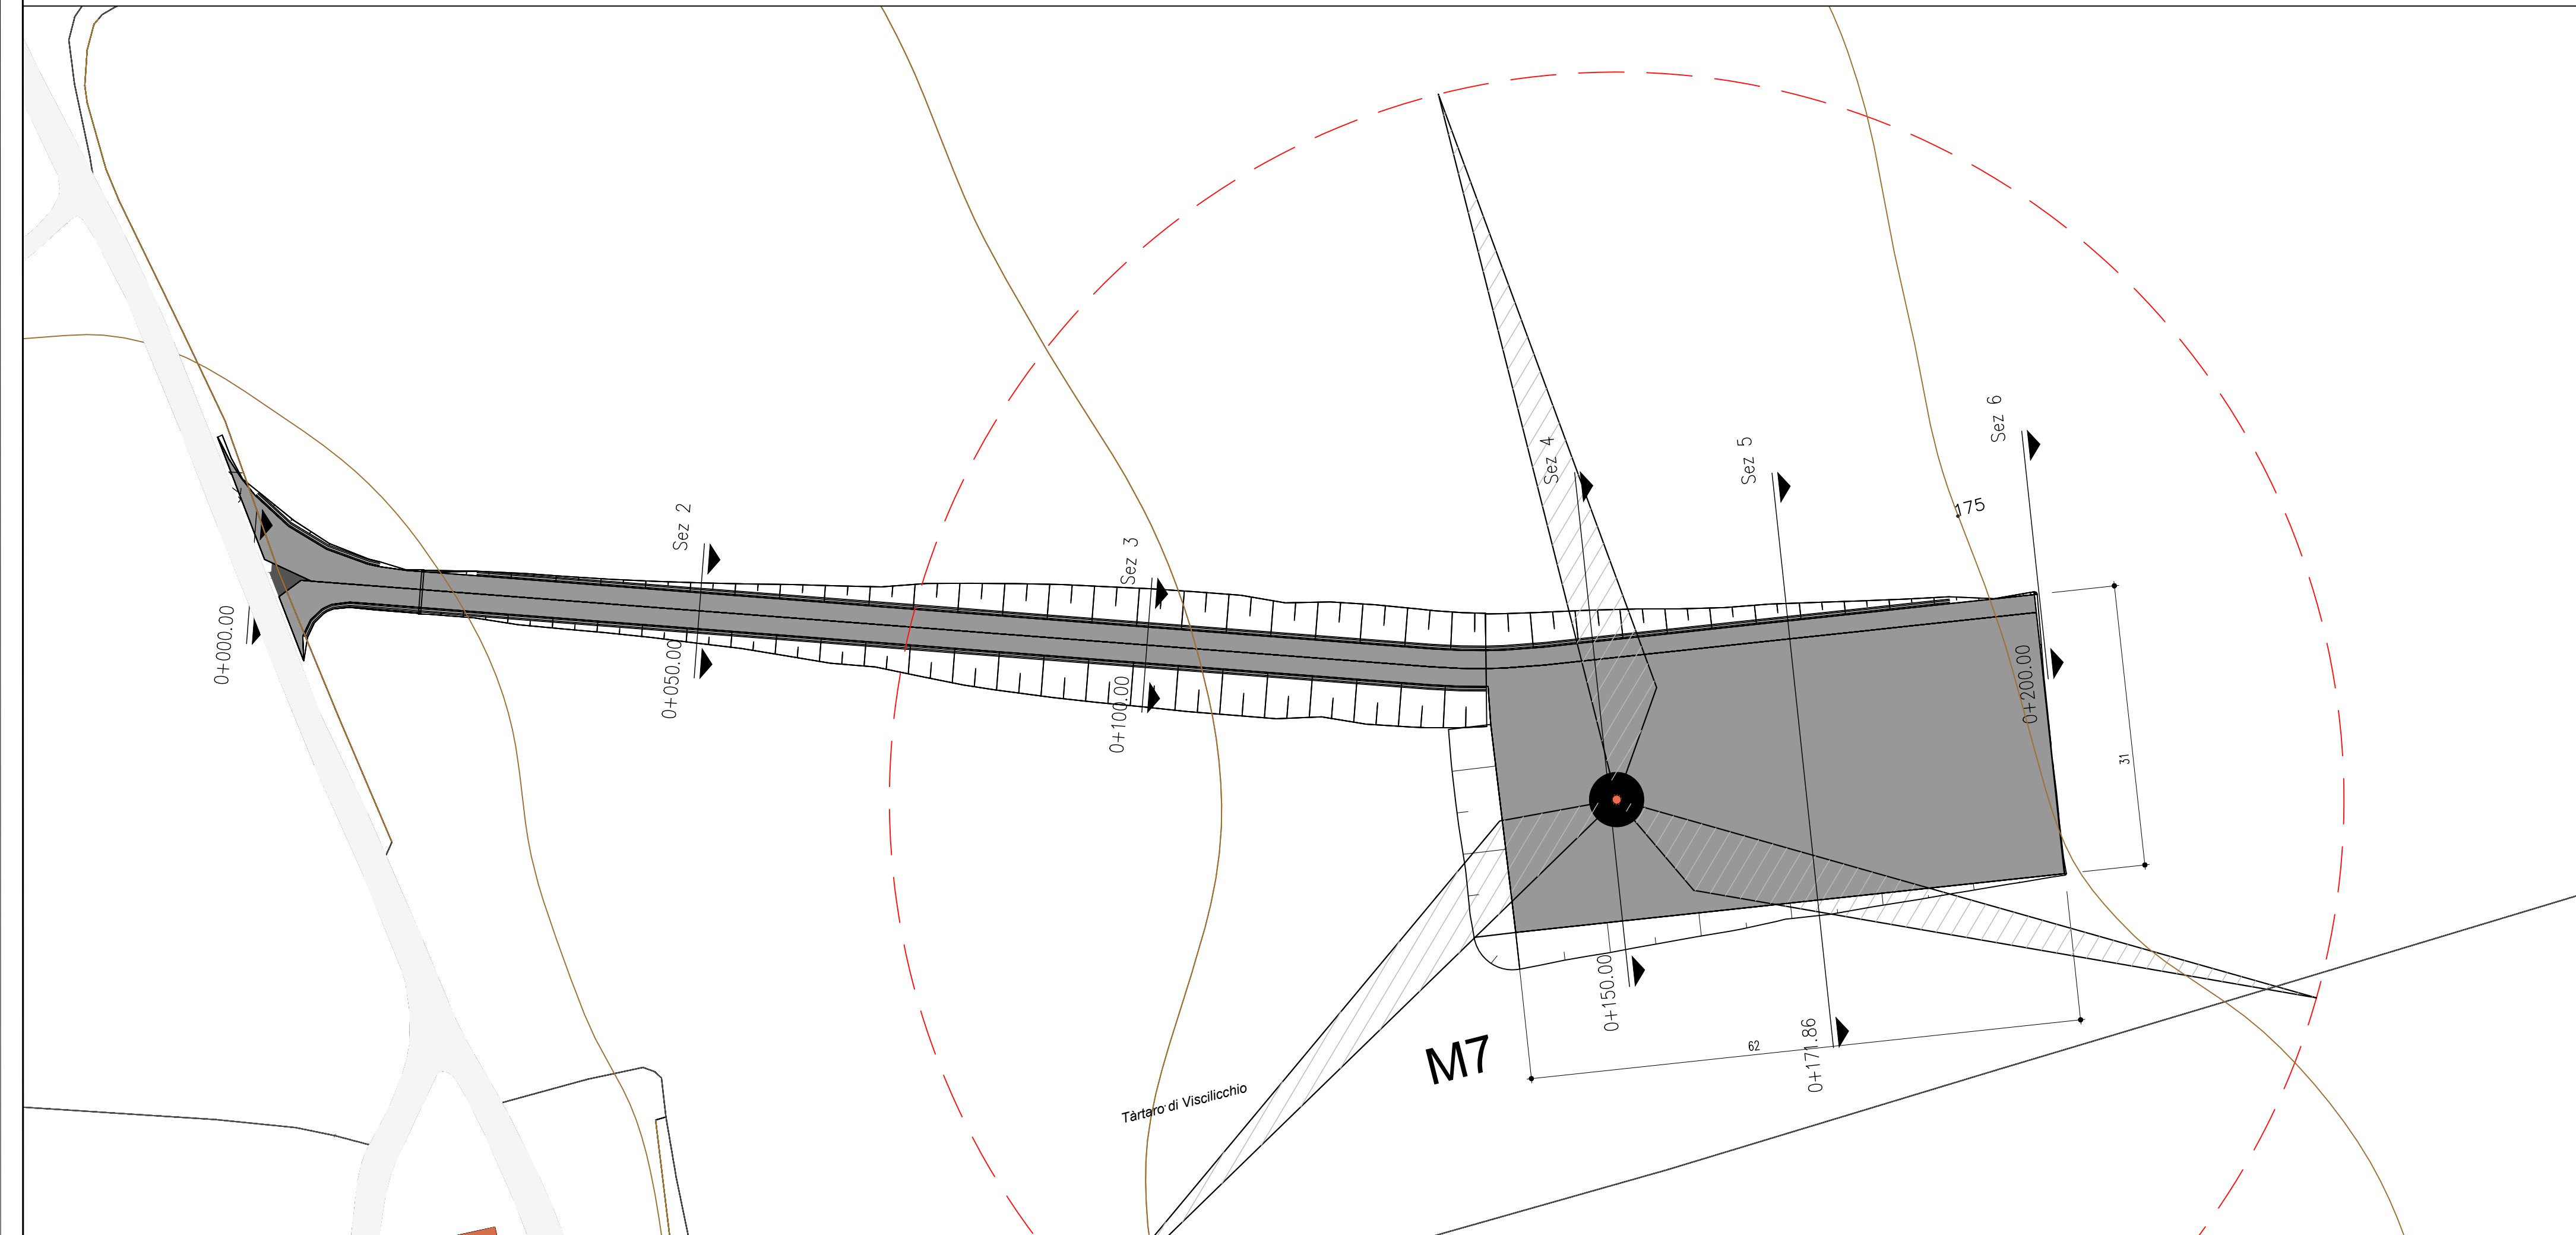 Sez 2
Sez 3
Sez 4
Sez 5
Sez 6
175
0+000.00
0+050.00
0+100.00
0+150.00
0+171.86
0+200.00
31
62
M7
Tàrtaro di Viscilicchio